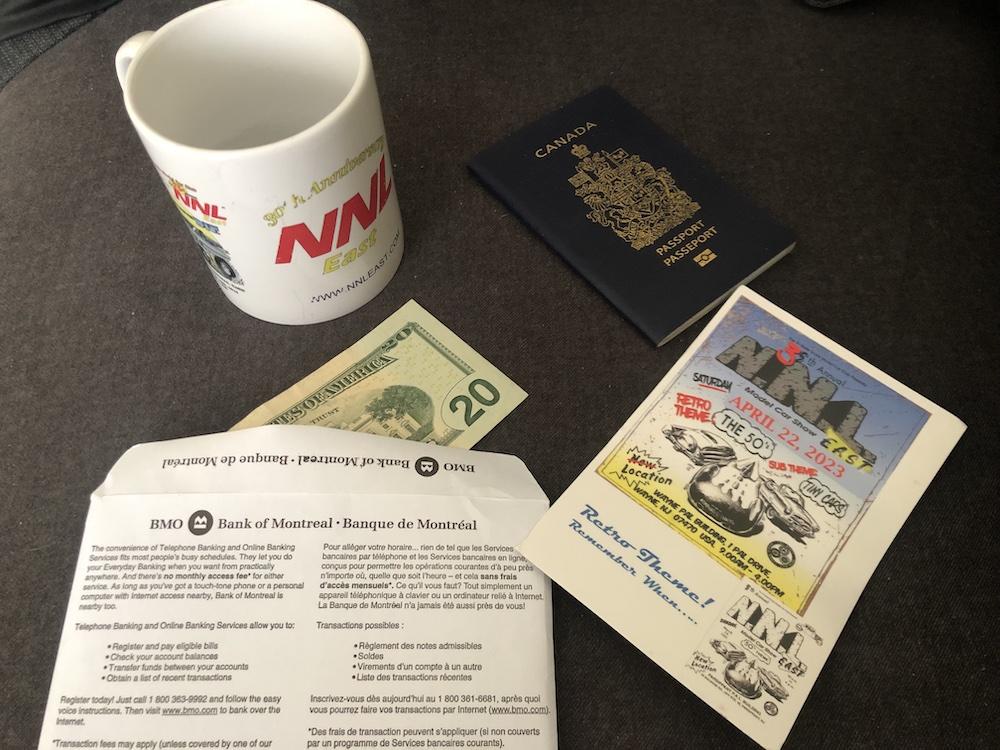 30th Anniversary
NNL
East
WWW.NNLEAST.COM
NNL
CANADA
PASSPORT
PASSEPORT
OF AMERICA
TRUST
20
20
BMO Bank of Montreal • Banque de Montréal
BMO Bank of Montreal • Banque de Montréal
The convenience of Telephone Banking and Online Banking
Services fits most people's busy schedules. They let you do
your Everyday Banking when you want from practically
anywhere. And there's no monthly access fee* for either
service. As long as you've got a touch-tone phone or a personal
computer with Internet access nearby, Bank of Montreal is
nearby too.
Telephone Banking and Online Banking Services allow you to:
• Register and pay eligible bills
• Check your account balances
• Transfer funds between your accounts
• Obtain a list of recent transactions
Register today! Just call 1 800 363-9992 and follow the easy
voice instructions. Then visit www.bmo.com to bank over the
Internet.
*Transaction fees may apply (unless covered by one of our
Pour alléger votre horaire... rien de tel que les Services
bancaires par téléphone et les Services bancaires en ligne,
conçus pour permettre les opérations courantes d'à peu près
n'importe où, quelle que soit l'heure – et cela sans frais
d'accès mensuels*. Ce qu'il vous faut? Tout simplement un
appareil téléphonique à clavier ou un ordinateur relié à Internet.
La Banque de Montréal n'a jamais été aussi près de vous!
Transactions possibles :
• Règlement des notes admissibles
• Soldes
• Virements d'un compte à un autre
• Liste des transactions récentes
Inscrivez-vous dès aujourd'hui au 1 800 361-6681, après quoi
vous pourrez faire vos transactions par Internet (www.bmo.com).
*Des frais de transaction peuvent s'appliquer (si non couverts
par un programme de Services bancaires courants).
Annual
NNL
Model Car Show
EAST
SATURDAY
APRIL 22, 2023
RETRO
THEME:
THE 50's
SUB THEME:
TINY CARS
New
Location
WAYNE PAL BUILDING, 1 PAL DRIVE,
WAYNE, NJ 07470 USA. 9:00AM - 4:00PM
Retro Theme!
Remember When....
NNL
EAST
New
Location